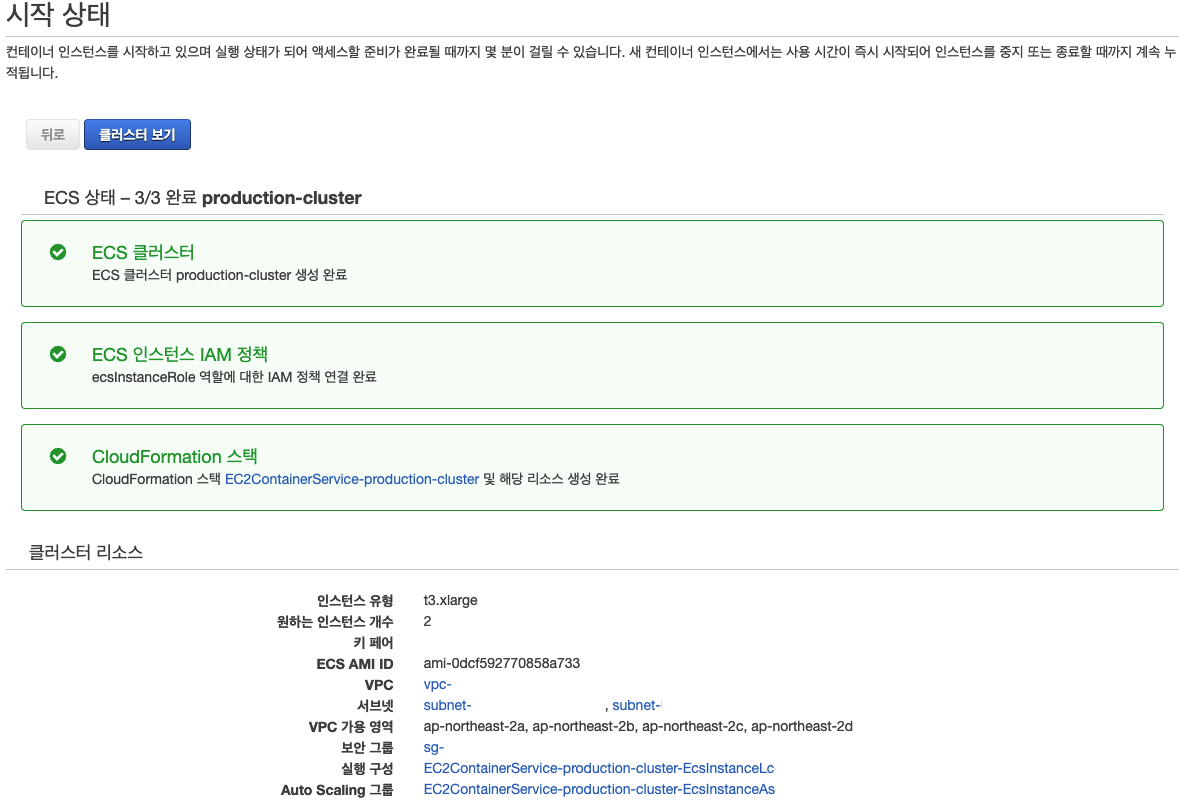 시작 상태
컨테이너 인스턴스를 시작하고 있으며 실행 상태가 되어 액세스할 준비가 완료될 때까지 몇 분이 걸릴 수 있습니다. 새 컨테이너 인스턴스에서는 사용 시간이 즉시 시작되어 인스턴스를 중지 또는 종료할 때까지 계속 누
적됩니다.
뒤로 클러스터 보기
ECS 상태 – 3/3 완료 production-cluster
ECS 클러스터
ECS 클러스터 production-cluster 생성 완료
ECS 인스턴스 IAM 정책
ecsInstanceRole 역할에 대한 IAM 정책 연결 완료
CloudFormation 스택
CloudFormation 스택 EC2ContainerService-production-cluster 및 해당 리소스 생성 완료
클러스터 리소스
인스턴스 유형 t3.xlarge
원하는 인스턴스 개수 2
키 페어
ECS AMI ID ami-0dcf592770858a733
VPC vpc-
서브넷 subnet- , subnet-
VPC 가용 영역 ap-northeast-2a, ap-northeast-2b, ap-northeast-2c, ap-northeast-2d
보안 그룹 sg-
실행 구성 EC2ContainerService-production-cluster-EcsInstanceLc
Auto Scaling 그룹 EC2ContainerService-production-cluster-EcsInstanceAs